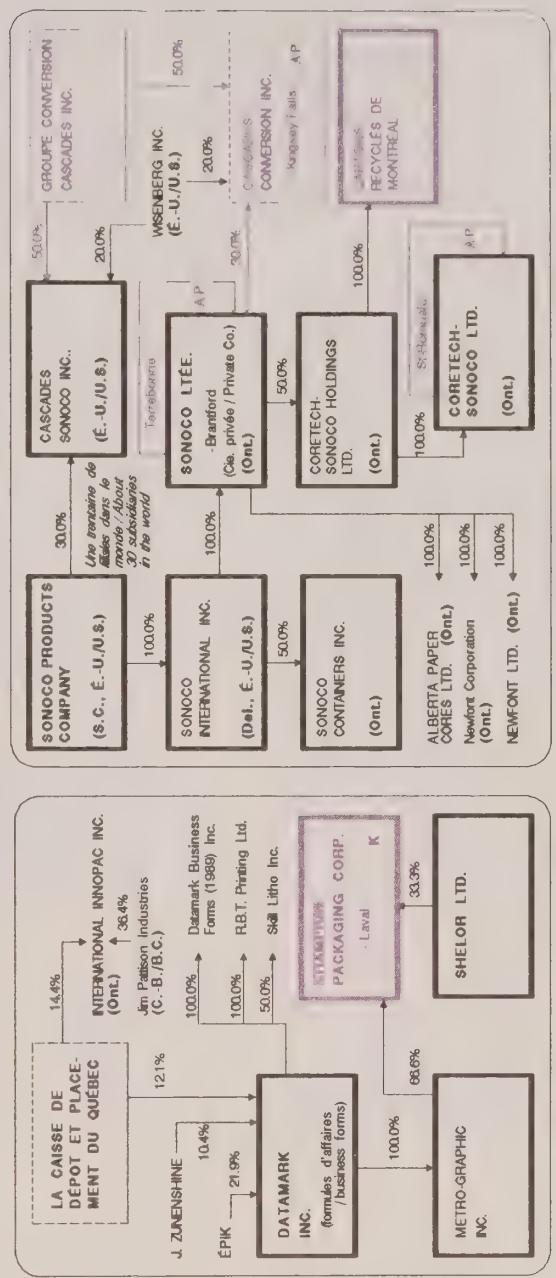 LA CAISSE DE
DÉPOT ET PLACE-
MENT DU QUÉBEC
14.4%
INTERNATIONAL INNOPAC INC.
(Ont.)
36.4%
Jim Pattison Industries
(C.-B./B.C.)
12.1%
J. ZUNENSHINE
10.4%
ÉPIK
21.9%
DATAMARK
INC.
(formules d'affaires
/ business forms)
100.0%
Datamark Business
Forms (1989) Inc.
100.0%
R.B.T. Printing Ltd.
50.0%
Skill Litho Inc.
PACKAGING CORP.
- Laval
K
100.0%
66.6%
33.3%
METRO-GRAPHIC
INC.
SHELOR LTD.
SONOCO PRODUCTS
COMPANY
(S.C., É.-U./U.S.)
30.0%
Une trentaine de
filiales dans le
monde / About
30 subsidiaries
in the world
CASCADES
SONOCO INC..
(É.-U./U.S.)
50.0%
GROUPE CONVERSION
CASCADES INC.
20.0%
50.0%
WISENBERG INC.
(É.-U./U.S.)
20.0%
100.0%
SONOCO
INTERNATIONAL INC.
(Del., É.-U./U.S.)
100.0%
Terrebonne
A P
SONOCO LTÉE.
- Brantford
(Cie. privée / Private Co.)
(Ont.)
30.0%
CASCADES
CONVERSION INC.
Kingsey Falls
A P
50.0%
SONOCO
CONTAINERS INC.
(Ont.)
50.0%
CORETECH-
SONOCO HOLDINGS
LTD.
(Ont.)
100.0%
RECYCLÉS DE
MONTRÉAL
100.0%
St-Romuald
A P
CORETECH-
SONOCO LTD.
(Ont.)
100.0%
ALBERTA PAPER
CORES LTD. (Ont.)
100.0%
Newfont Corporation
(Ont.)
100.0%
NEWFONT LTD. (Ont.)